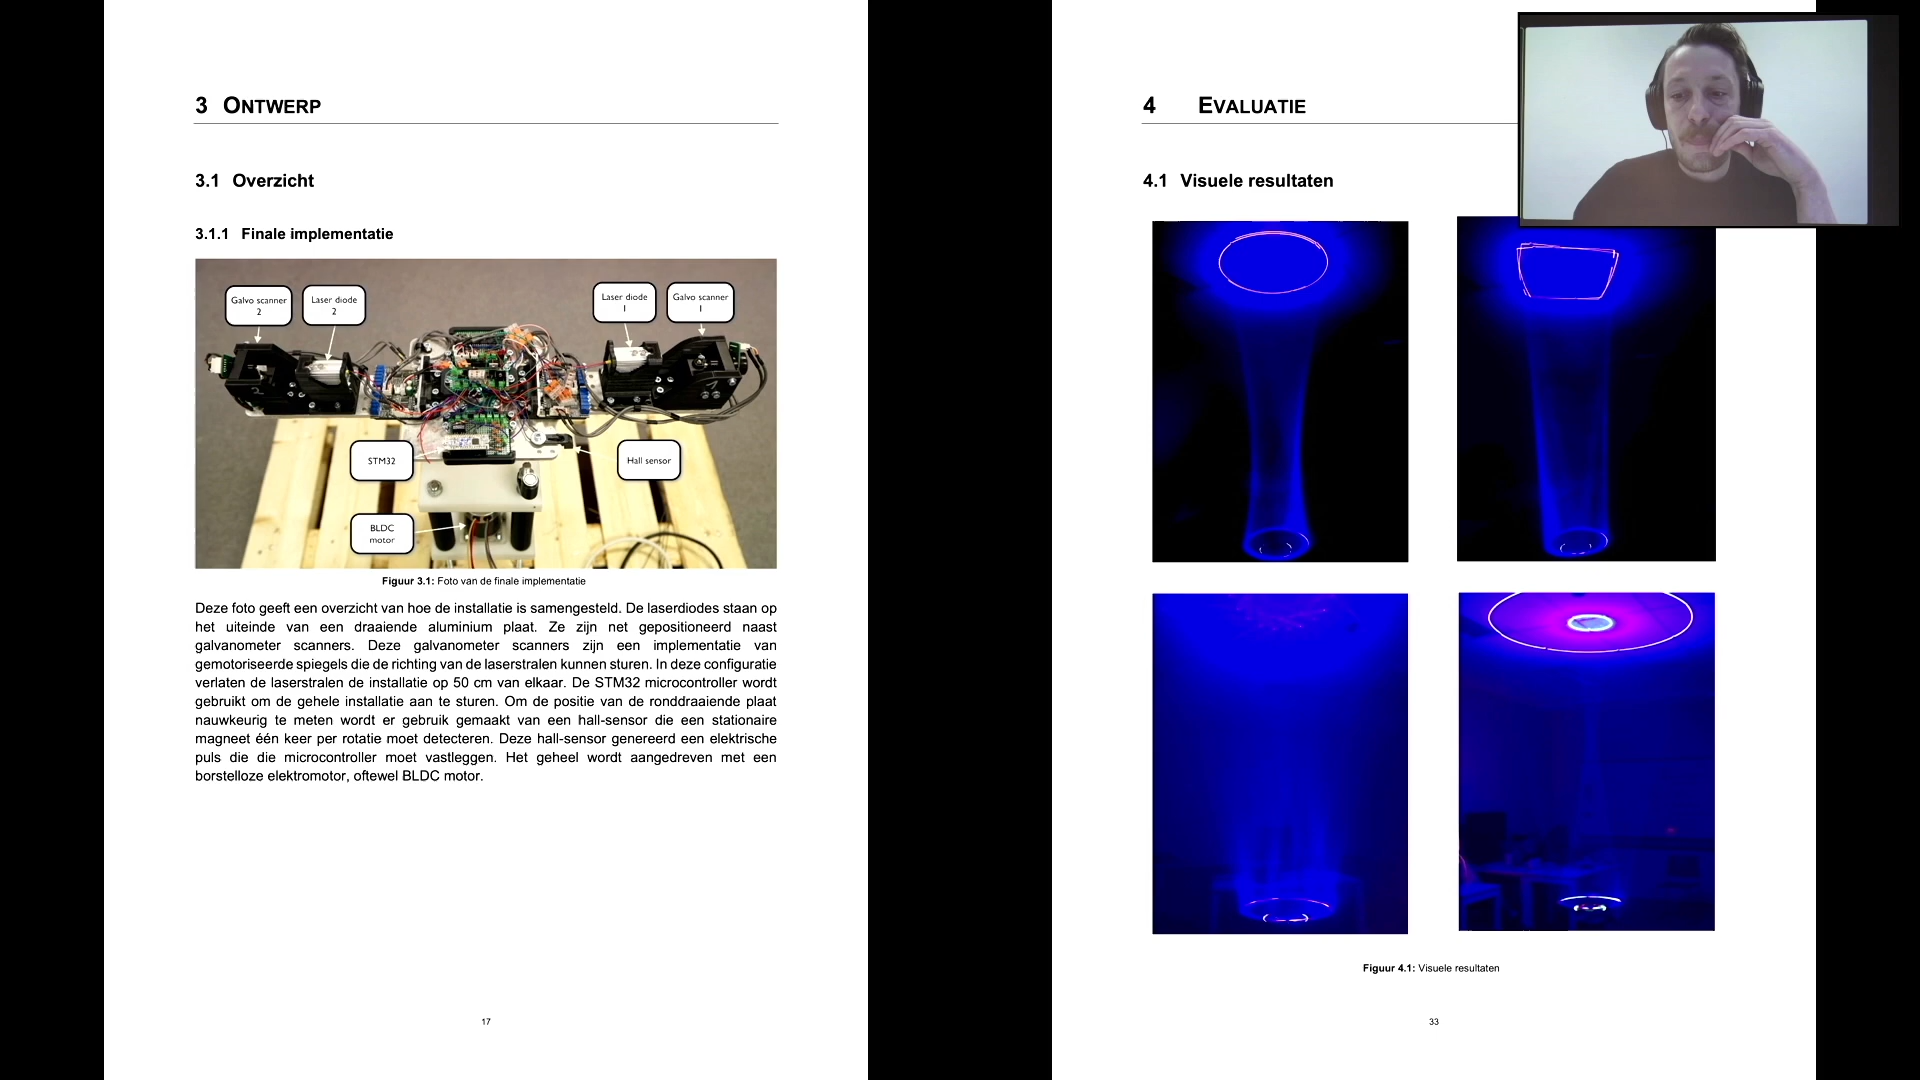 3 ONTWERP
3.1 Overzicht
3.1.1 Finale implementatie
Galvo scanner
2
Laser diode
2
Laser diode
1
Galvo scanner
1
STM32
Hall sensor
BLDC
motor
Figuur 3.1: Foto van de finale implementatie
Deze foto geeft een overzicht van hoe de installatie is samengesteld. De laserdiodes staan op
het uiteinde van een draaiende aluminium plaat. Ze zijn net gepositioneerd naast
galvanometer scanners. Deze galvanometer scanners zijn een implementatie van
gemotoriseerde spiegels die de richting van de laserstralen kunnen sturen. In deze configuratie
verlaten de laserstralen de installatie op 50 cm van elkaar. De STM32 microcontroller wordt
gebruikt om de gehele installatie aan te sturen. Om de positie van de ronddraaiende plaat
nauwkeurig te meten wordt er gebruik gemaakt van een hall-sensor die een stationaire
magneet één keer per rotatie moet detecteren. Deze hall-sensor genereerd een elektrische
puls die die microcontroller moet vastleggen. Het geheel wordt aangedreven met een
borstelloze elektromotor, oftewel BLDC motor.
17
4 EVALUATIE
4.1 Visuele resultaten
Figuur 4.1: Visuele resultaten
33